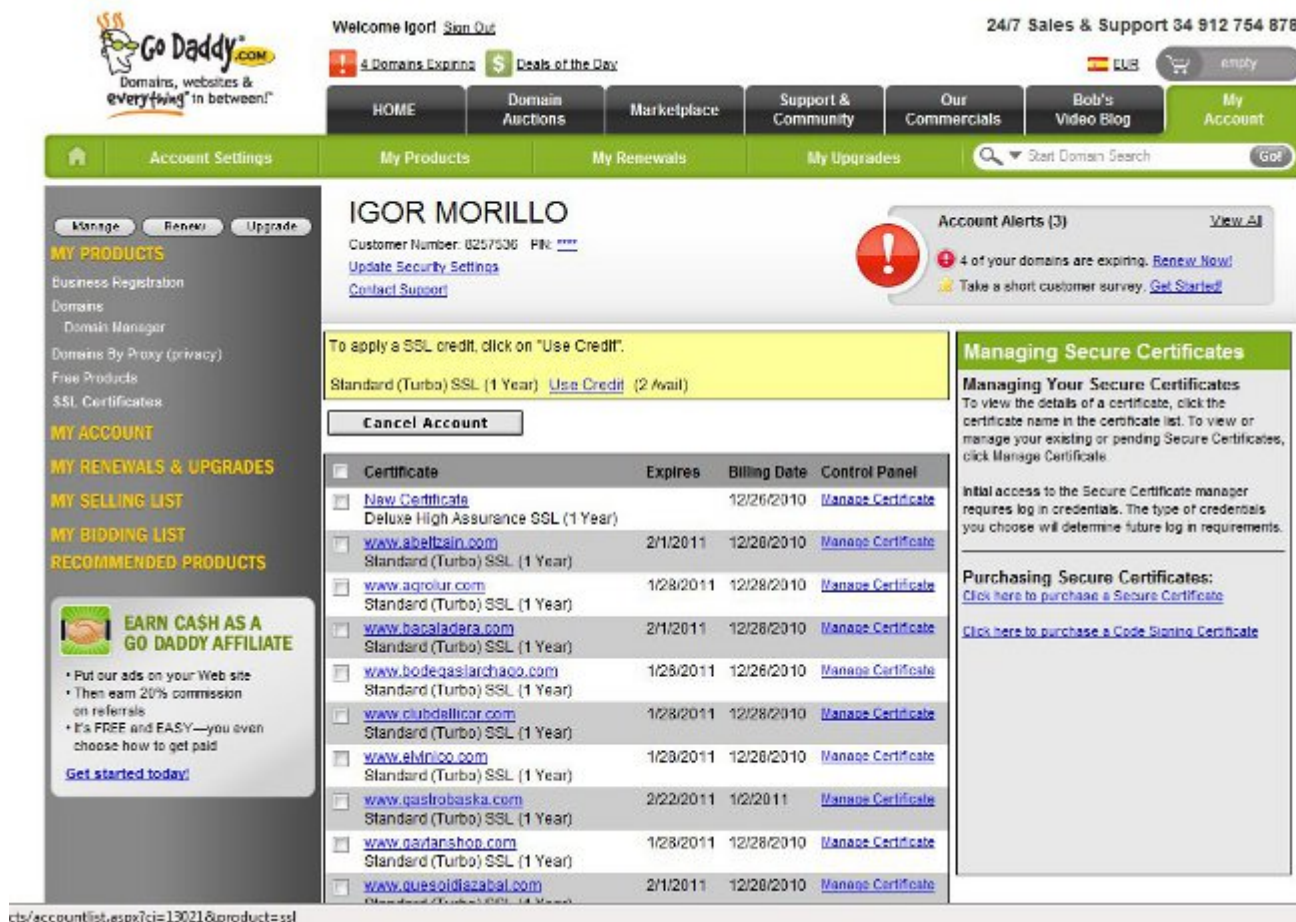 Go Daddy.COM
Domains, websites &
everything* in between!™
Welcome Igor! Sign Out
24/7 Sales & Support 34 912 754 878
4 Domains Expiring
Deals of the Day
EUR
empty
HOME
Domain Auctions
Marketplace
Support & Community
Our Commercials
Bob's Video Blog
My Account
Account Settings
My Products
My Renewals
My Upgrades
Start Domain Search
Go!
Manage
Renew
Upgrade
MY PRODUCTS
Business Registration
Domains
Domain Manager
Domains By Proxy (privacy)
Free Products
SSL Certificates
MY ACCOUNT
MY RENEWALS & UPGRADES
MY SELLING LIST
MY BIDDING LIST
RECOMMENDED PRODUCTS
EARN CA$H AS A
GO DADDY AFFILIATE
• Put our ads on your Web site
• Then earn 20% commission
on referrals
• It's FREE and EASY—you even
choose how to get paid
Get started today!
IGOR MORILLO
Customer Number: 8257536 PIN: ****
Update Security Settings
Contact Support
Account Alerts (3)
View All
4 of your domains are expiring. Renew Now!
Take a short customer survey. Get Started!
To apply a SSL credit, click on "Use Credit".
Standard (Turbo) SSL (1 Year) Use Credit (2 Avail)
Cancel Account
Certificate Expires Billing Date Control Panel
New Certificate 12/26/2010 Manage Certificate
Deluxe High Assurance SSL (1 Year)
www.abeltzain.com 2/1/2011 12/28/2010 Manage Certificate
Standard (Turbo) SSL (1 Year)
www.agrolur.com 1/28/2011 12/28/2010 Manage Certificate
Standard (Turbo) SSL (1 Year)
www.bacaladera.com 2/1/2011 12/28/2010 Manage Certificate
Standard (Turbo) SSL (1 Year)
www.bodegaslarchago.com 1/26/2011 12/26/2010 Manage Certificate
Standard (Turbo) SSL (1 Year)
www.clubdellicor.com 1/28/2011 12/28/2010 Manage Certificate
Standard (Turbo) SSL (1 Year)
www.elvinico.com 1/28/2011 12/28/2010 Manage Certificate
Standard (Turbo) SSL (1 Year)
www.gastrobaska.com 2/22/2011 1/2/2011 Manage Certificate
Standard (Turbo) SSL (1 Year)
www.gaytanshop.com 1/28/2011 12/28/2010 Manage Certificate
Standard (Turbo) SSL (1 Year)
www.quesoidiazabal.com 2/1/2011 12/28/2010 Manage Certificate
Standard (Turbo) SSL (1 Year)
Managing Secure Certificates
Managing Your Secure Certificates
To view the details of a certificate, click the
certificate name in the certificate list. To view or
manage your existing or pending Secure Certificates,
click Manage Certificate.
Initial access to the Secure Certificate manager
requires log in credentials. The type of credentials
you choose will determine future log in requirements.
Purchasing Secure Certificates:
Click here to purchase a Secure Certificate
Click here to purchase a Code Signing Certificate
cts/accountlist.aspx?ci=13021&product=ssl